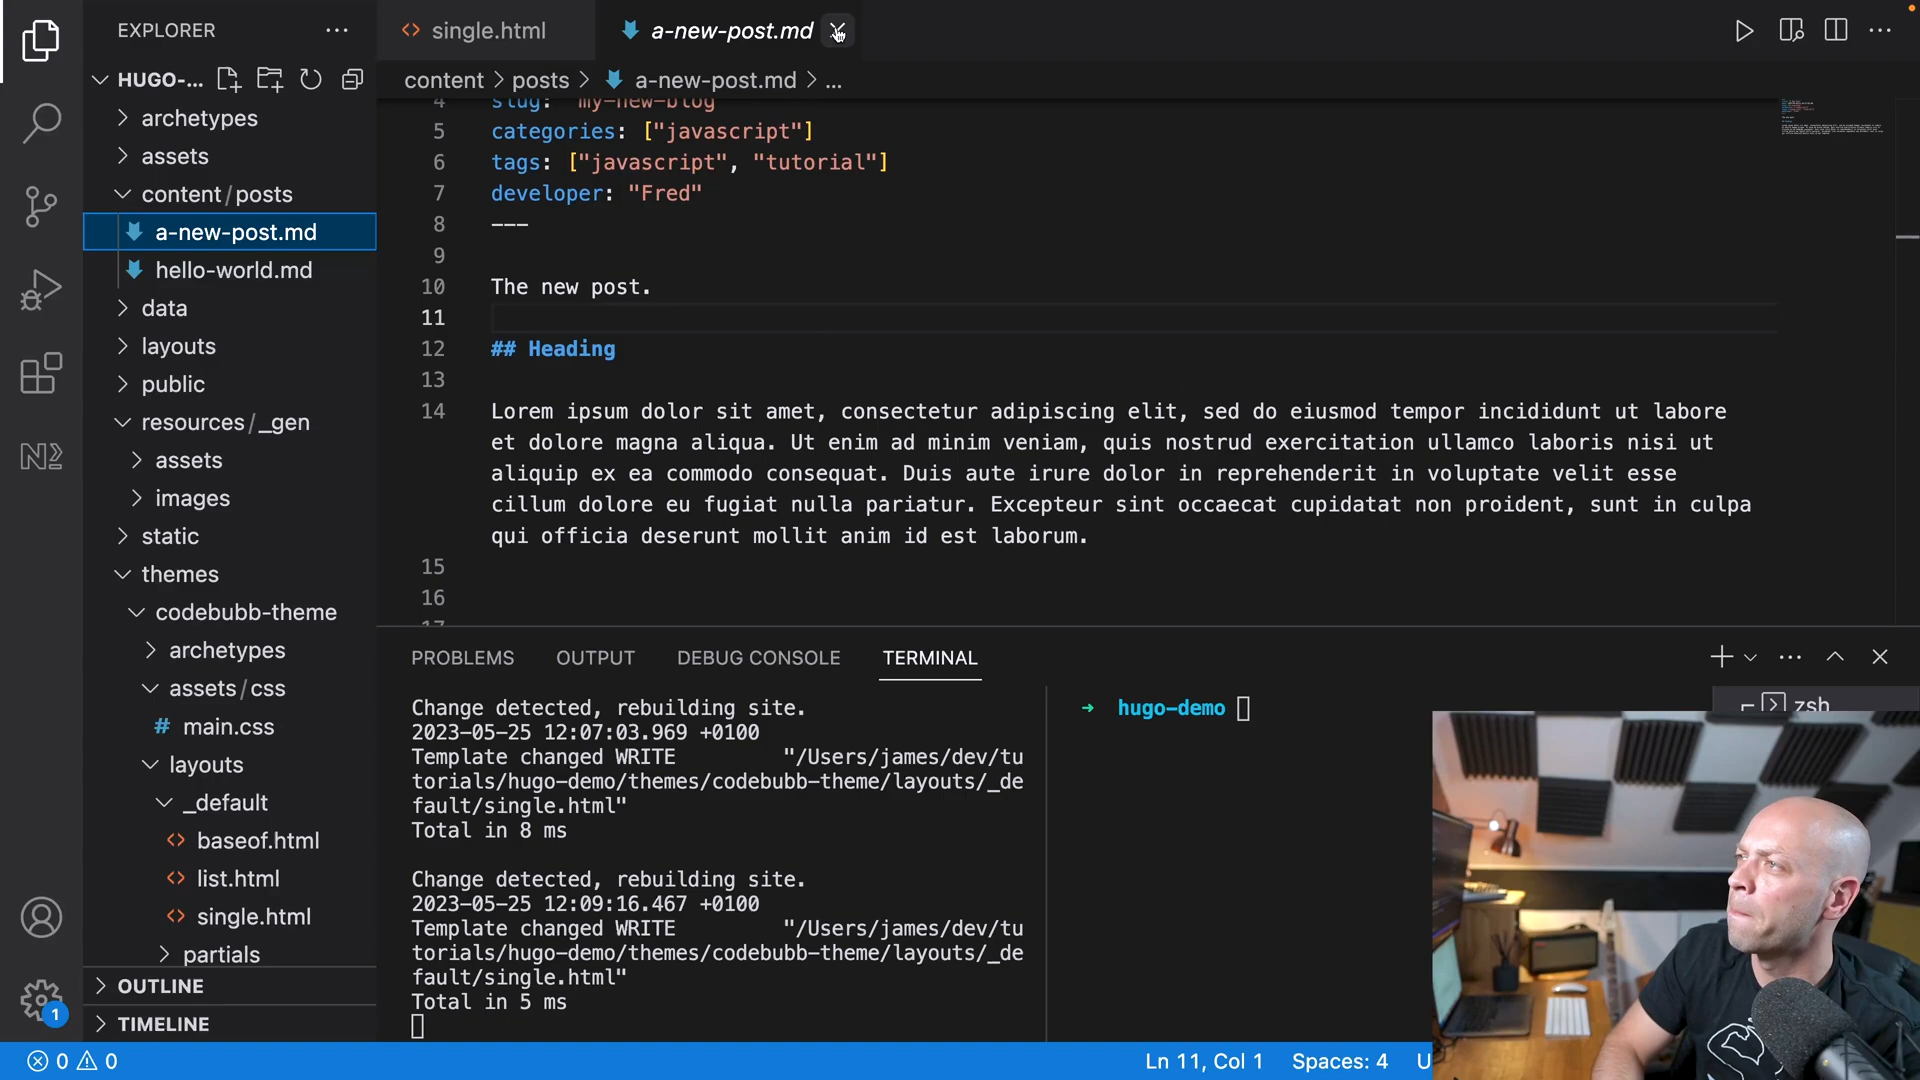 EXPLORER
HUGO-...
archetypes
assets
content/posts
a-new-post.md
hello-world.md
data
layouts
public
resources/_gen
assets
images
static
themes
codebubb-theme
archetypes
assets/css
main.css
layouts
_default
baseof.html
list.html
single.html
partials
OUTLINE
TIMELINE
1
single.html
a-new-post.md
content > posts > a-new-post.md > ...
4 slug: "my-new-blog
5 categories: ["javascript"]
6 tags: ["javascript", "tutorial"]
7 developer: "Fred"
8 ---
9
10 The new post.
11
12 ## Heading
13
14 Lorem ipsum dolor sit amet, consectetur adipiscing elit, sed do eiusmod tempor incididunt ut labore
et dolore magna aliqua. Ut enim ad minim veniam, quis nostrud exercitation ullamco laboris nisi ut
aliquip ex ea commodo consequat. Duis aute irure dolor in reprehenderit in voluptate velit esse
cillum dolore eu fugiat nulla pariatur. Excepteur sint occaecat cupidatat non proident, sunt in culpa
qui officia deserunt mollit anim id est laborum.
15
16
17
PROBLEMS OUTPUT DEBUG CONSOLE TERMINAL
Change detected, rebuilding site.
2023-05-25 12:07:03.969 +0100
Template changed WRITE "/Users/james/dev/tu
torials/hugo-demo/themes/codebubb-theme/layouts/_de
fault/single.html"
Total in 8 ms
Change detected, rebuilding site.
2023-05-25 12:09:16.467 +0100
Template changed WRITE "/Users/james/dev/tu
torials/hugo-demo/themes/codebubb-theme/layouts/_de
fault/single.html"
Total in 5 ms
→ hugo-demo
zsh
0 0
Ln 11, Col 1 Spaces: 4 U